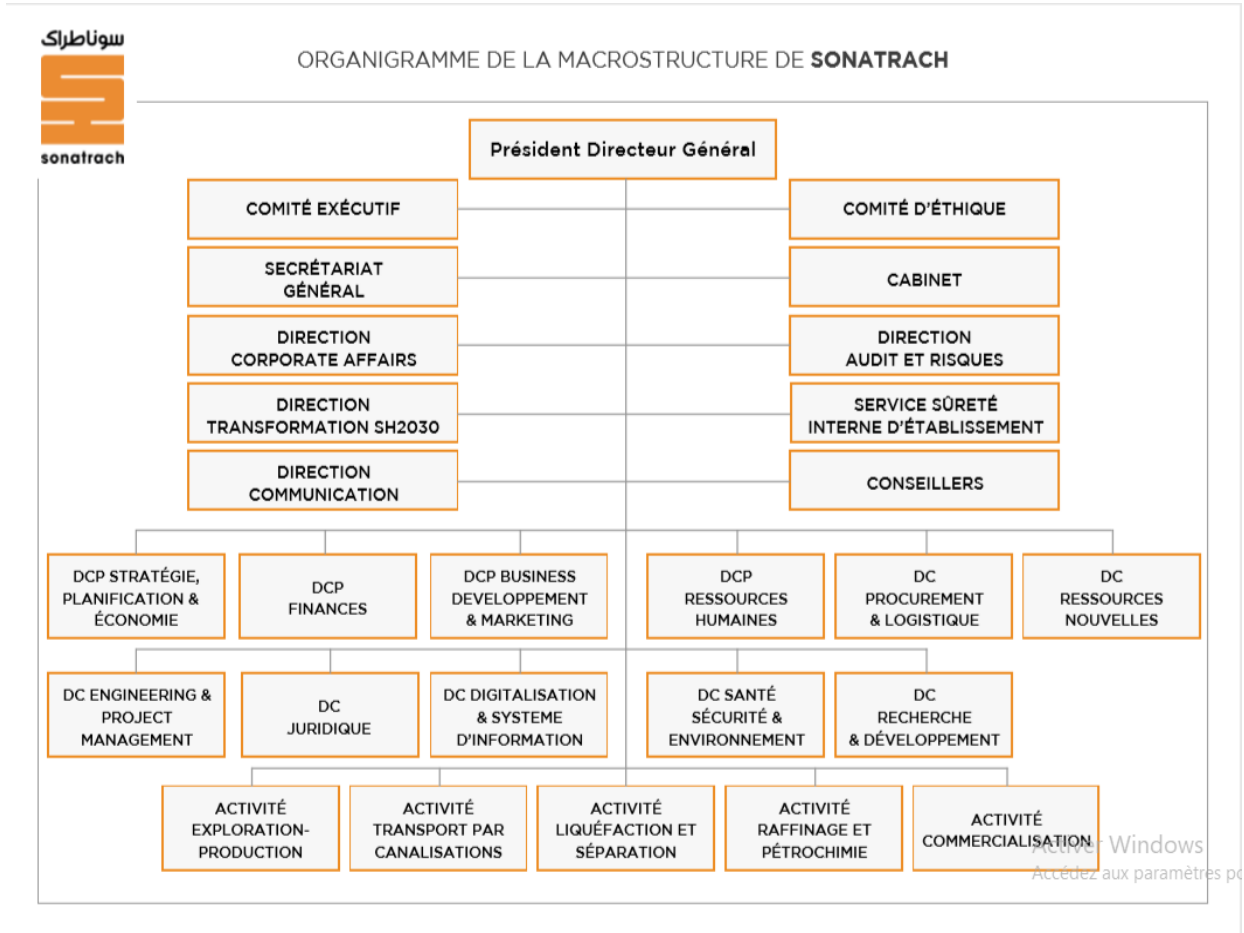 سوناطراك
sonatrach
ORGANIGRAMME DE LA MACROSTRUCTURE DE SONATRACH
Président Directeur Général
COMITÉ EXÉCUTIF
COMITÉ D'ÉTHIQUE
SECRÉTARIAT
GÉNÉRAL
CABINET
DIRECTION
CORPORATE AFFAIRS
DIRECTION
AUDIT ET RISQUES
DIRECTION
TRANSFORMATION SH2030
SERVICE SÛRETÉ
INTERNE D'ÉTABLISSEMENT
DIRECTION
COMMUNICATION
CONSEILLERS
DCP STRATÉGIE,
PLANIFICATION &
ÉCONOMIE
DCP
FINANCES
DCP BUSINESS
DEVELOPPEMENT
& MARKETING
DCP
RESSOURCES
HUMAINES
DC
PROCUREMENT
& LOGISTIQUE
DC
RESSOURCES
NOUVELLES
DC ENGINEERING &
PROJECT
MANAGEMENT
DC
JURIDIQUE
DC DIGITALISATION
& SYSTEME
D'INFORMATION
DC SANTÉ
SÉCURITÉ &
ENVIRONNEMENT
DC
RECHERCHE
& DÉVELOPPEMENT
ACTIVITÉ
EXPLORATION-
PRODUCTION
ACTIVITÉ
TRANSPORT PAR
CANALISATIONS
ACTIVITÉ
LIQUÉFACTION ET
SÉPARATION
ACTIVITÉ
RAFFINAGE ET
PÉTROCHIMIE
ACTIVITÉ
COMMERCIALISATION
Activer Windows
Accédez aux paramètres po